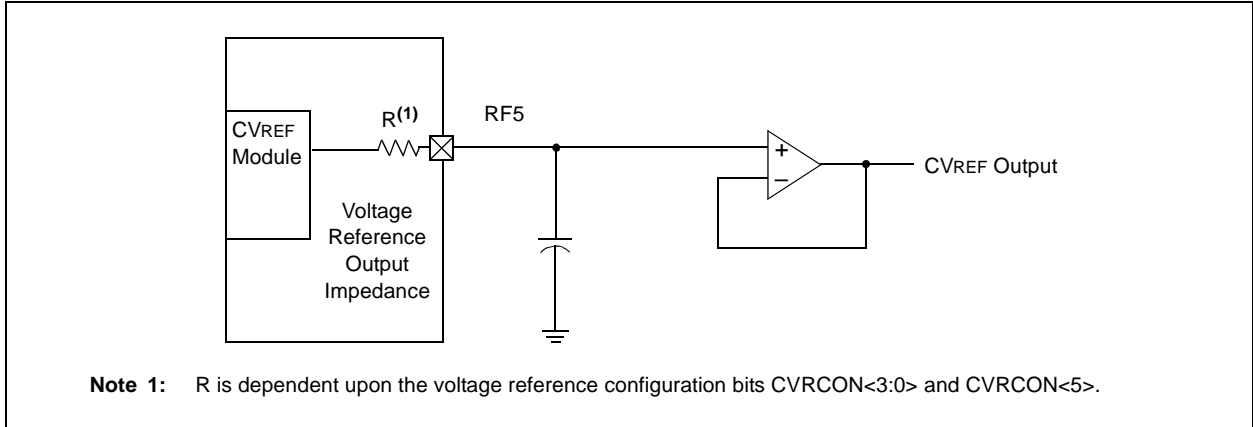 CVREF
Module
R(1)
RF5
+
–
CVREF Output
Voltage
Reference
Output
Impedance
Note 1: R is dependent upon the voltage reference configuration bits CVRCON<3:0> and CVRCON<5>.